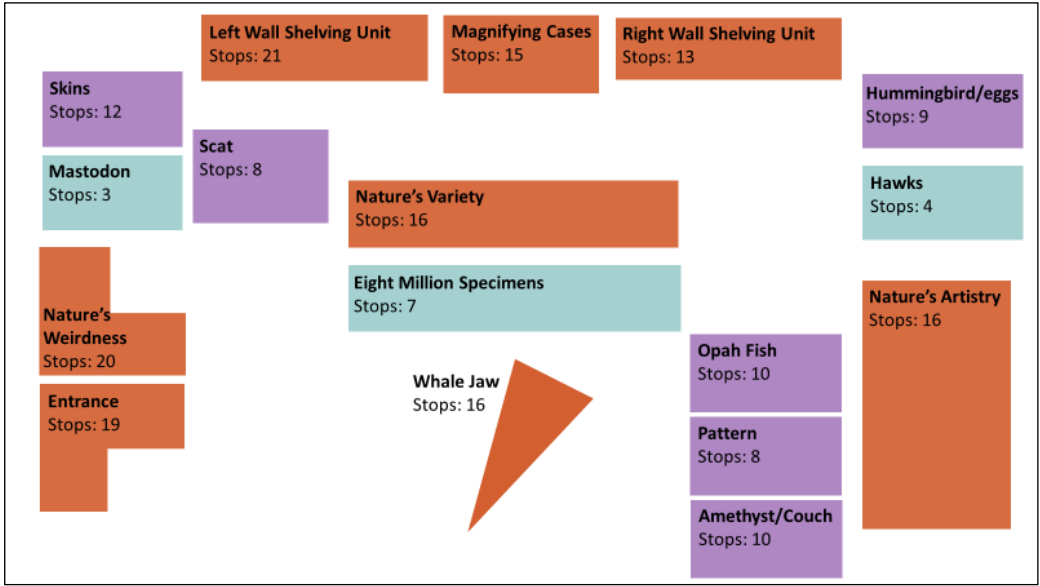 Left Wall Shelving Unit
Stops: 21
Magnifying Cases
Stops: 15
Right Wall Shelving Unit
Stops: 13
Skins
Stops: 12
Hummingbird/eggs
Stops: 9
Scat
Stops: 8
Mastodon
Stops: 3
Hawks
Stops: 4
Nature's Variety
Stops: 16
Eight Million Specimens
Stops: 7
Nature's
Weirdness
Stops: 20
Nature's Artistry
Stops: 16
Opah Fish
Stops: 10
Whale Jaw
Stops: 16
Entrance
Stops: 19
Pattern
Stops: 8
Amethyst/Couch
Stops: 10